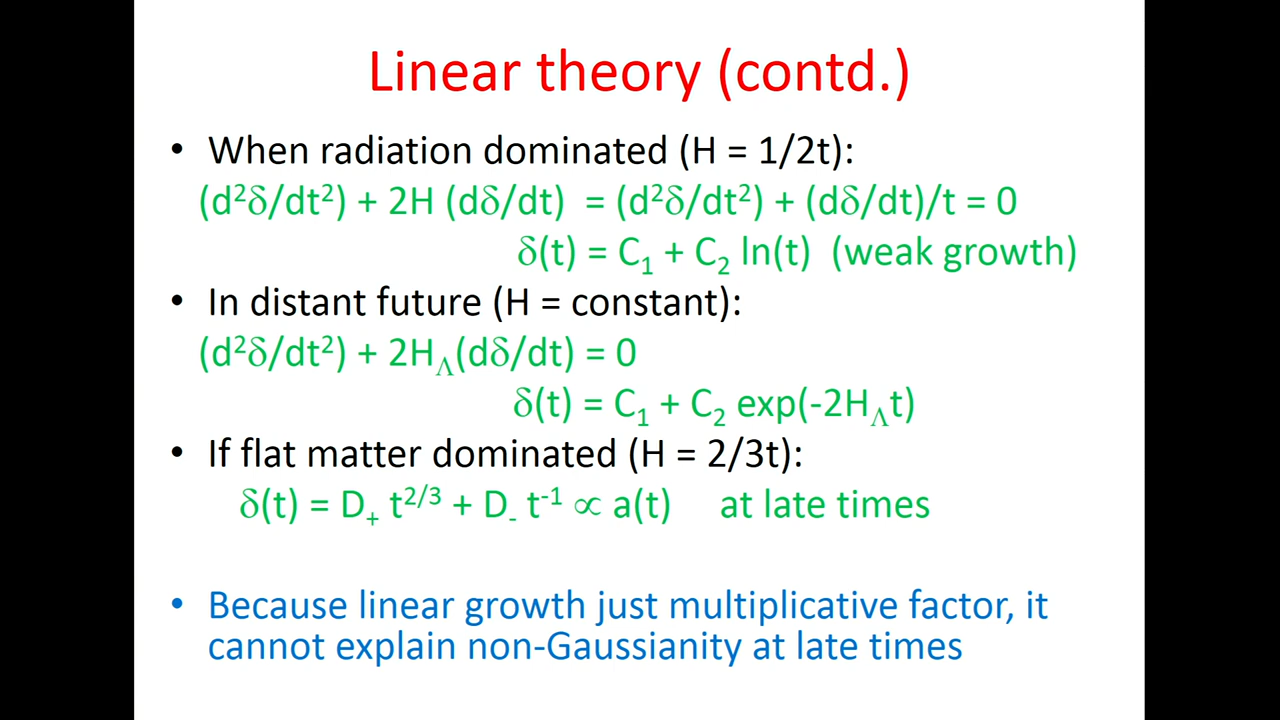 Linear theory (contd.)
• When radiation dominated (H = 1/2t):
(d²δ/dt²) + 2H (dδ/dt) = (d²δ/dt²) + (dδ/dt)/t = 0
δ(t) = C₁ + C₂ ln(t) (weak growth)
• In distant future (H = constant):
(d²δ/dt²) + 2H_Λ(dδ/dt) = 0
δ(t) = C₁ + C₂ exp(-2H_Λt)
• If flat matter dominated (H = 2/3t):
δ(t) = D₊ t^2/3 + D₋ t⁻¹ ∝ a(t) at late times
• Because linear growth just multiplicative factor, it
cannot explain non-Gaussianity at late times